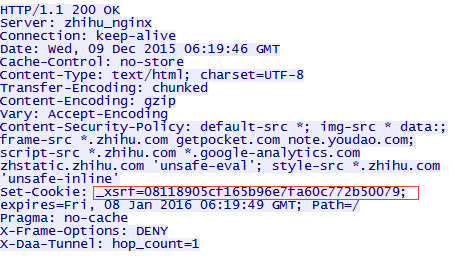 HTTP/1.1 200 OK
Server: zhihu_nginx
Connection: keep-alive
Date: Wed, 09 Dec 2015 06:19:46 GMT
Cache-Control: no-store
Content-Type: text/html; charset=UTF-8
Transfer-Encoding: chunked
Content-Encoding: gzip
Vary: Accept-Encoding
Content-Security-Policy: default-src *; img-src * data:;
frame-src *.zhihu.com getpocket.com note.youdao.com;
script-src *.zhihu.com *.google-analytics.com
zhstatic.zhihu.com 'unsafe-eval'; style-src *.zhihu.com
'unsafe-inline'
Set-Cookie: _xsrf=08118905cf165b96e7fa60c772b50079;
expires=Fri, 08 Jan 2016 06:19:49 GMT; Path=/
Pragma: no-cache
X-Frame-Options: DENY
X-Daa-Tunnel: hop_count=1